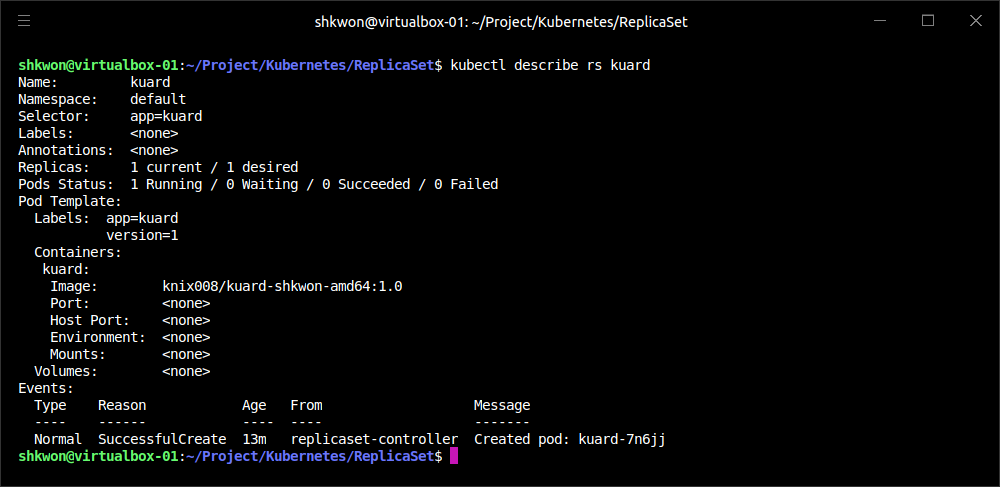 shkwon@virtualbox-01: ~/Project/Kubernetes/ReplicaSet
shkwon@virtualbox-01:~/Project/Kubernetes/ReplicaSet$ kubectl describe rs kuard
Name:         kuard
Namespace:    default
Selector:     app=kuard
Labels:       <none>
Annotations:  <none>
Replicas:     1 current / 1 desired
Pods Status:  1 Running / 0 Waiting / 0 Succeeded / 0 Failed
Pod Template:
  Labels:  app=kuard
           version=1
  Containers:
   kuard:
    Image:        knix008/kuard-shkwon-amd64:1.0
    Port:         <none>
    Host Port:    <none>
    Environment:  <none>
    Mounts:       <none>
  Volumes:        <none>
Events:
  Type    Reason            Age   From                   Message
  ----    ------            ----  ----                   -------
  Normal  SuccessfulCreate  13m   replicaset-controller  Created pod: kuard-7n6jj
shkwon@virtualbox-01:~/Project/Kubernetes/ReplicaSet$